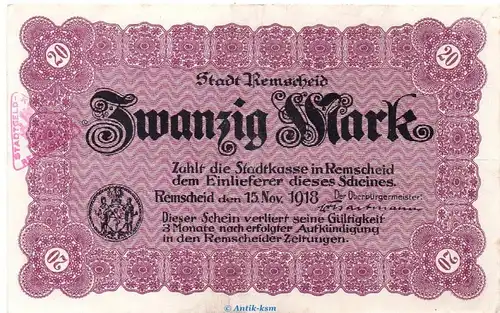 20
20
Stadt Remscheid
Zwanzig Mark
STADTGELD
Zahlt die Stadtkasse in Remscheid
dem Einlieferer dieses Scheines.
Remscheid den 15. Nov. 1918
Der Oberbürgermeister:
Dieser Schein verliert seine Gültigkeit
3 Monate nach erfolgter Aufkündigung
in den Remscheider Zeitungen.
20
20
© Antik-ksm